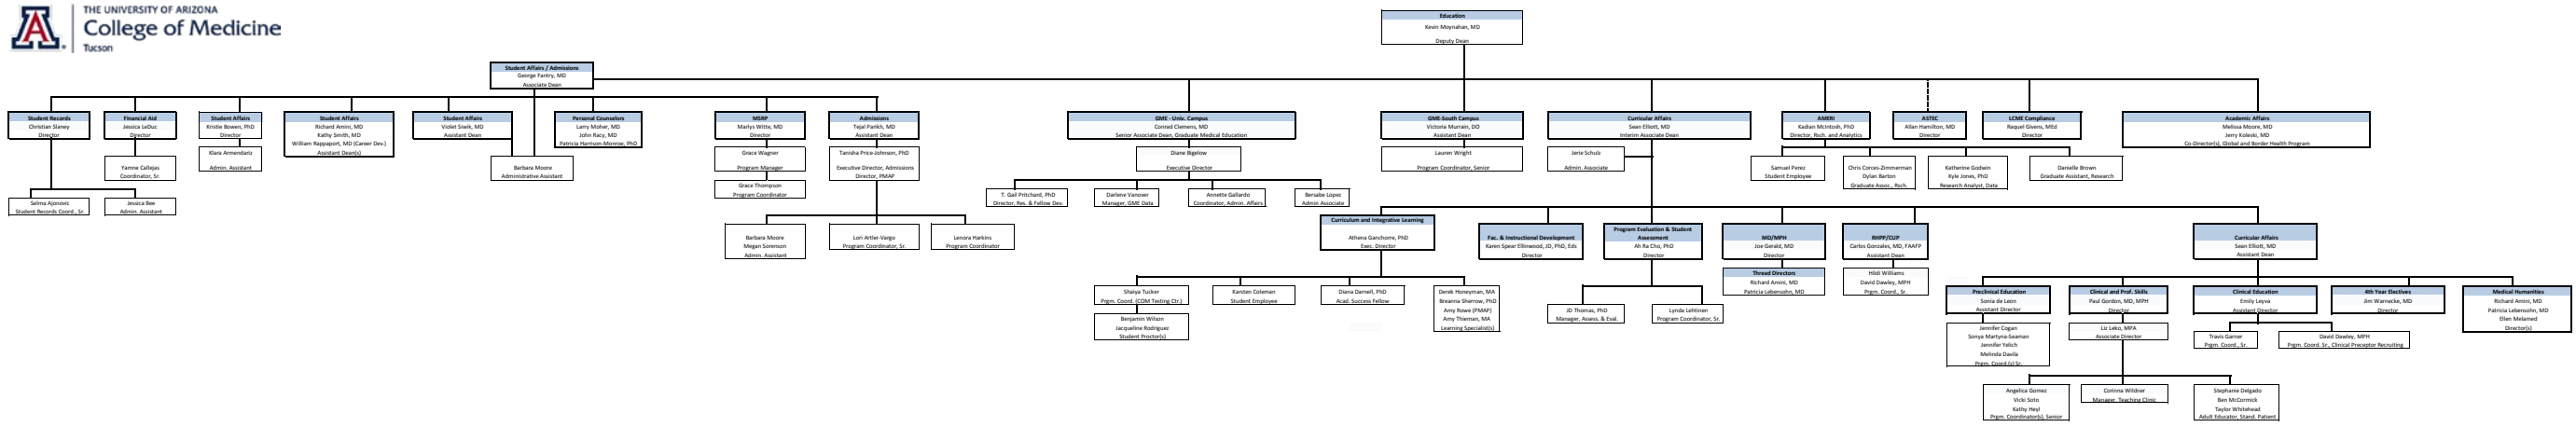 THE UNIVERSITY OF ARIZONA
College of Medicine
Tucson
Education
Kevin Moynahan, MD
Deputy Dean
Student Affairs / Admissions
George Fantry, MD
Associate Dean
Student Records
Christian Slaney
Director
Financial Aid
Jessica LeDuc
Director
Student Affairs
Kristie Bowen, PhD
Director
Student Affairs
Richard Amini, MD
Kathy Smith, MD
William Rappaport, MD (Career Dev.)
Assistant Dean(s)
Student Affairs
Violet Siwik, MD
Assistant Dean
Personal Counselors
Larry Moher, MD
John Racy, MD
Patricia Harrison-Monroe, PhD
MSRP
Marlys Witte, MD
Director
Admissions
Tejal Parikh, MD
Assistant Dean
GME - Univ. Campus
Conrad Clemens, MD
Senior Associate Dean, Graduate Medical Education
GME-South Campus
Victoria Murrain, DO
Assistant Dean
Curricular Affairs
Sean Elliott, MD
Interim Associate Dean
AMERI
Kadian McIntosh, PhD
Director, Rsch. and Analytics
ASTEC
Allan Hamilton, MD
Director
LCME Compliance
Raquel Givens, MEd
Director
Academic Affairs
Melissa Moore, MD
Jerry Koleski, MD
Co-Director(s), Global and Border Health Program
Yamne Callejas
Coordinator, Sr.
Klara Armendariz
Admin. Assistant
Barbara Moore
Administrative Assistant
Grace Wagner
Program Manager
Grace Thompson
Program Coordinator
Tanisha Price-Johnson, PhD
Executive Director, Admissions
Director, PMAP
Diane Bigelow
Executive Director
Lauren Wright
Program Coordinator, Senior
Jerie Schulz
Admin. Associate
Samuel Perez
Student Employee
Chris Corces-Zimmerman
Dylan Barton
Graduate Assoc., Rsch.
Katherine Godwin
Kyle Jones, PhD
Research Analyst, Data
Danielle Brown
Graduate Assistant, Research
Selma Ajonovic
Student Records Coord., Sr.
Jessica Bee
Admin. Assistant
T. Gail Pritchard, PhD
Director, Res. & Fellow Dev.
Darlene Vanover
Manager, GME Data
Annette Gallardo
Coordinator, Admin. Affairs
Bersabe Lopez
Admin Associate
Barbara Moore
Megan Sorenson
Admin. Assistant
Lori Artler-Vargo
Program Coordinator, Sr.
Lenora Harkins
Program Coordinator
Curriculum and Integrative Learning
Athena Ganchorre, PhD
Exec. Director
Fac. & Instructional Development
Karen Spear Ellinwood, JD, PhD, Eds
Director
Program Evaluation & Student
Assessment
Ah Ra Cho, PhD
Director
MD/MPH
Joe Gerald, MD
Director
Thread Directors
Richard Amini, MD
Patricia Lebensohn, MD
RHPP/CUP
Carlos Gonzales, MD, FAAFP
Assistant Dean
Hildi Williams
David Dawley, MPH
Prgm. Coord., Sr.
Curricular Affairs
Sean Elliott, MD
Assistant Dean
Shaiya Tucker
Prgm. Coord. (COM Testing Ctr.)
Benjamin Wilson
Jacqueline Rodriguez
Student Proctor(s)
Karsten Coleman
Student Employee
Diana Darnell, PhD
Acad. Success Fellow
Derek Honeyman, MA
Breanna Sherrow, PhD
Amy Rowe (PMAP)
Amy Thieman, MA
Learning Specialist(s)
JD Thomas, PhD
Manager, Assess. & Eval.
Lynda Lehtinen
Program Coordinator, Sr.
Preclinical Education
Sonia de Leon
Assistant Director
Jennifer Cogan
Sonya Martyna-Seaman
Jennifer Yelich
Melinda Davila
Prgm. Coord.(s) Sr.
Clinical and Prof. Skills
Paul Gordon, MD, MPH
Director
Liz Leko, MPA
Associate Director
Clinical Education
Emily Leyva
Assistant Director
Travis Garner
Prgm. Coord., Sr.
David Dawley, MPH
Prgm. Coord. Sr., Clinical Preceptor Recruiting
4th Year Electives
Jim Warnecke, MD
Director
Medical Humanities
Richard Amini, MD
Patricia Lebensohn, MD
Ellen Melamed
Director(s)
Angelica Gomez
Vicki Soto
Kathy Heyl
Prgm. Coordinator(s), Senior
Corinna Wildner
Manager, Teaching Clinic
Stephanie Delgado
Ben McCormick
Taylor Whitehead
Adult Educator, Stand. Patient